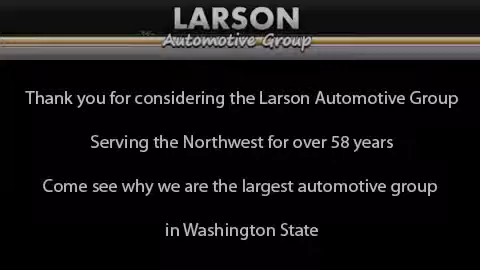 LARSON
Automotive Group
Thank you for considering the Larson Automotive Group
Serving the Northwest for over 58 years
Come see why we are the largest automotive group
in Washington State